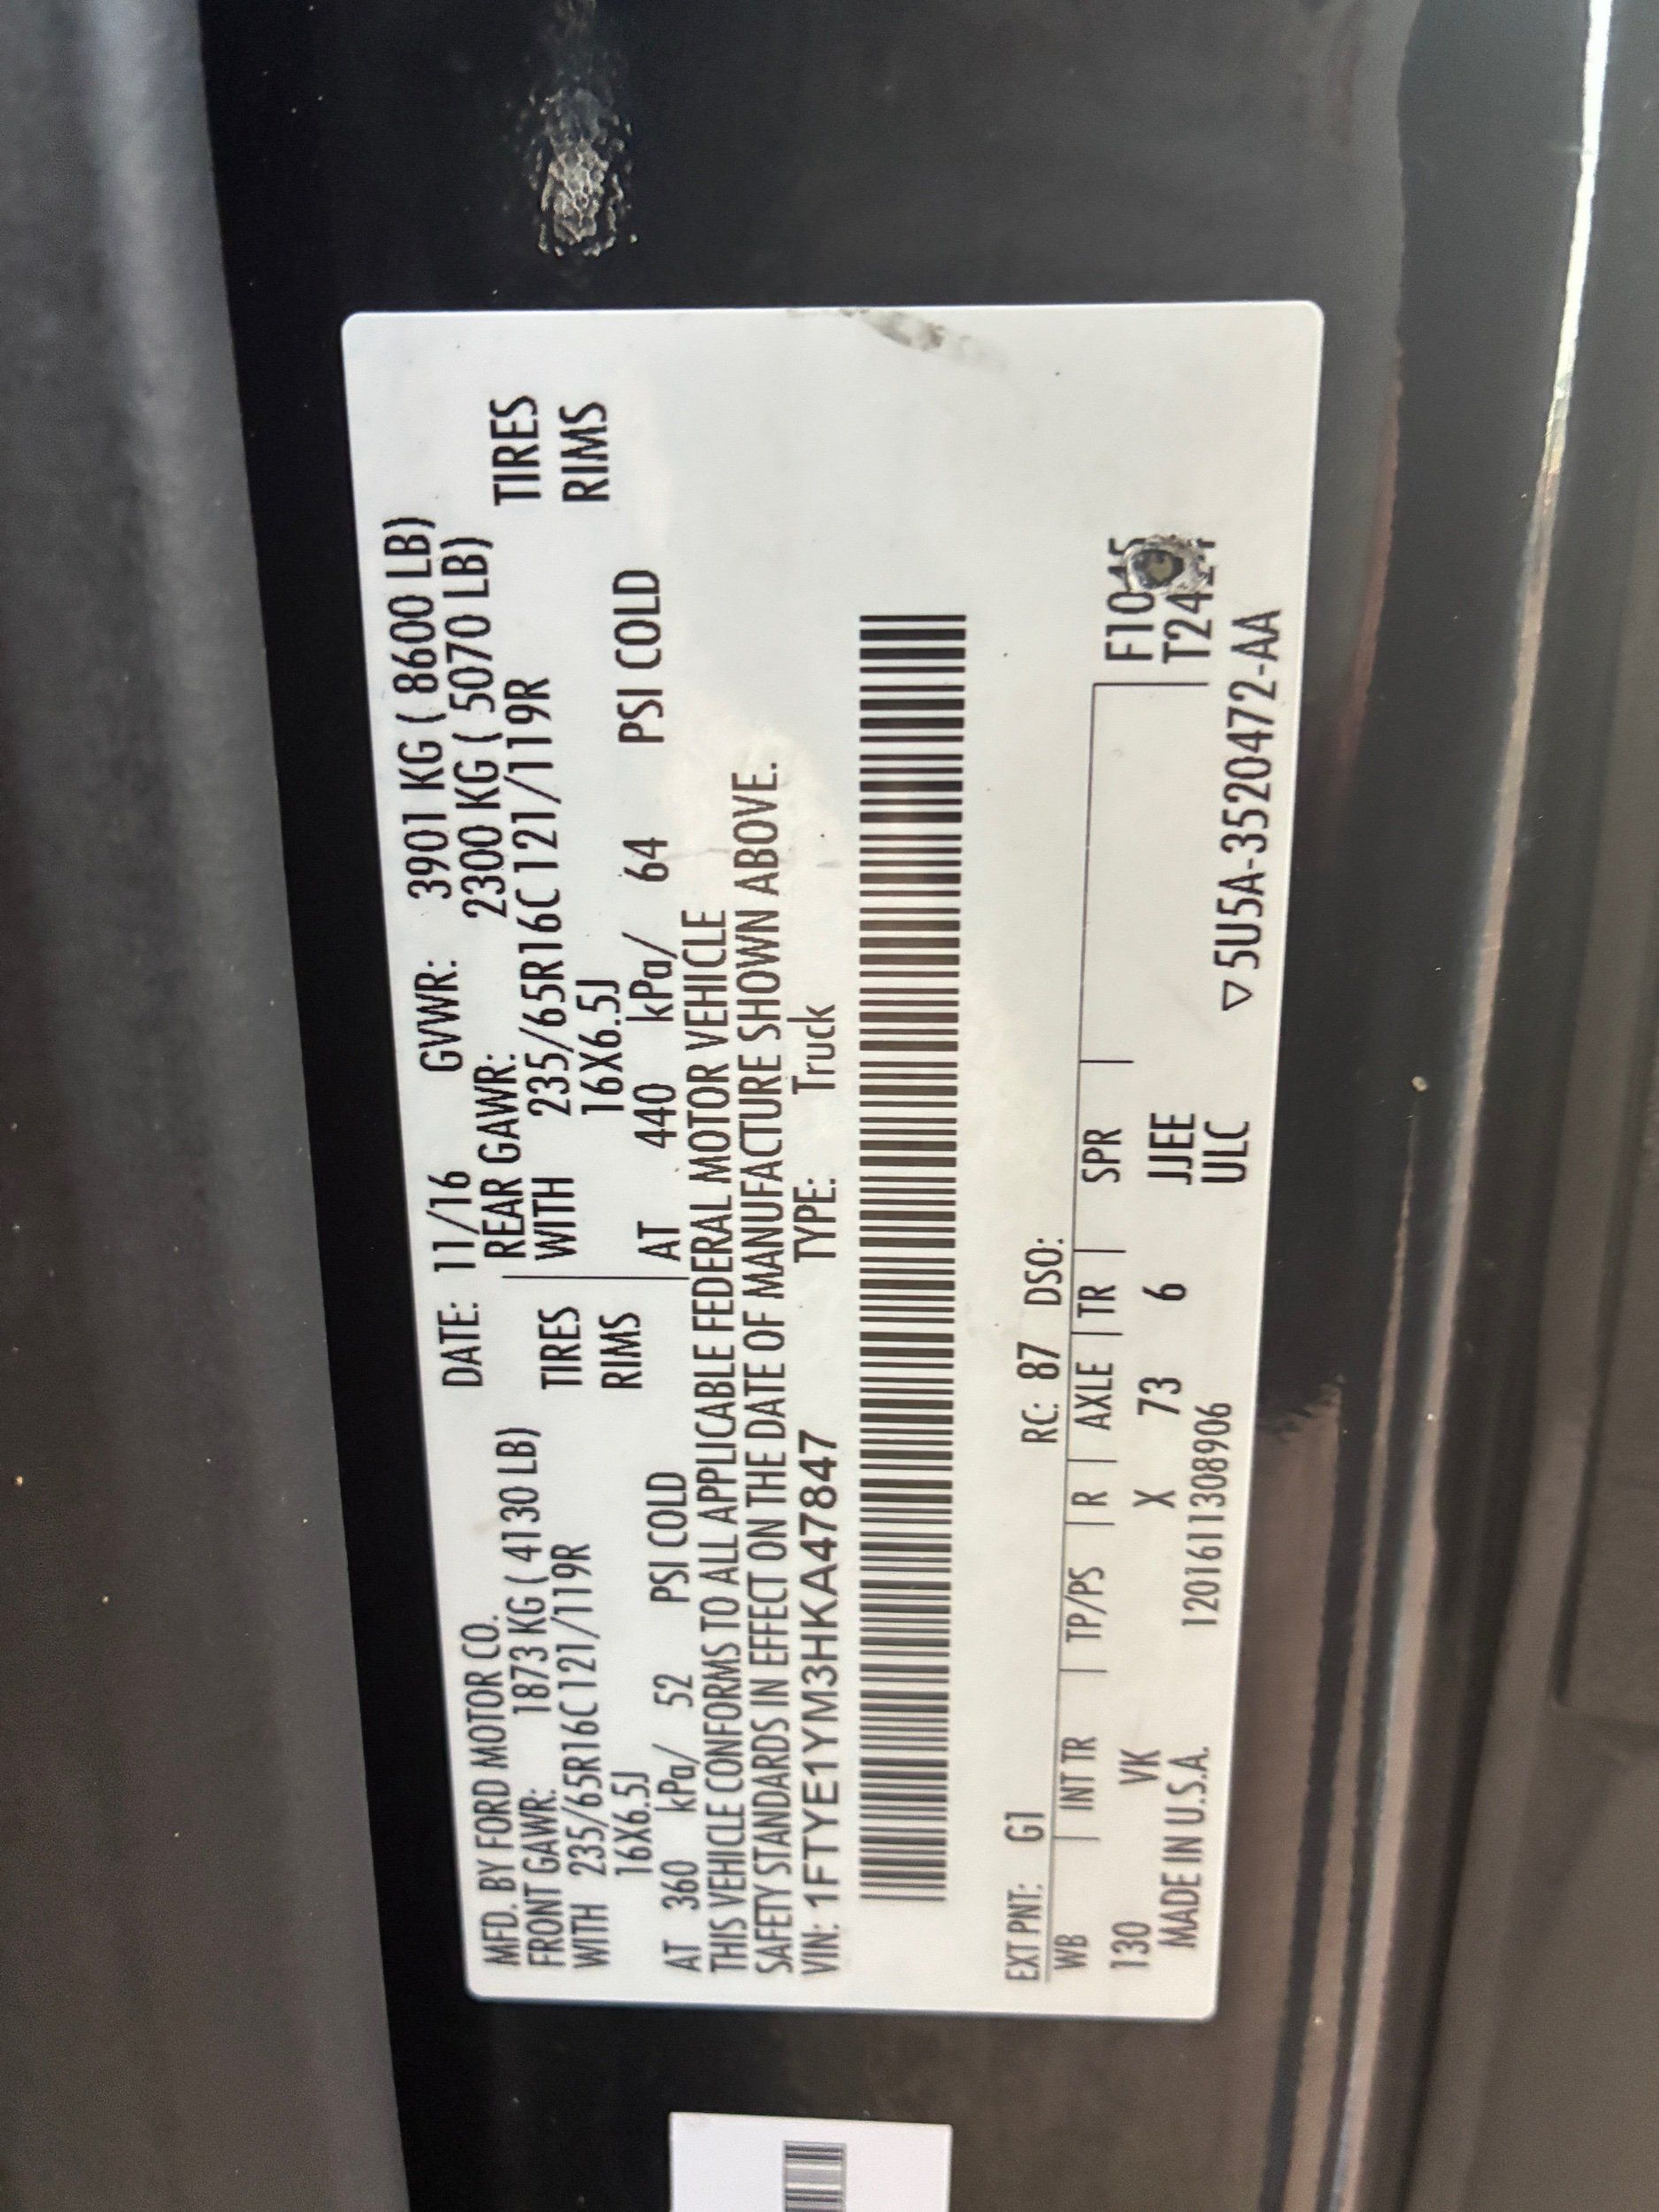 MFD. BY FORD MOTOR CO. DATE: 11/16 GVWR: 3901 KG ( 8600 LB)
FRONT GAWR: 1873 KG ( 4130 LB) REAR GAWR: 2300 KG ( 5070 LB)
WITH 235/65R16C 121/119R TIRES WITH 235/65R16C 121/119R TIRES
16X6.5J RIMS 16X6.5J RIMS
AT 360 kPa/ 52 PSI COLD AT 440 kPa/ 64 PSI COLD
THIS VEHICLE CONFORMS TO ALL APPLICABLE FEDERAL MOTOR VEHICLE
SAFETY STANDARDS IN EFFECT ON THE DATE OF MANUFACTURE SHOWN ABOVE.
VIN: 1FTYE1YM3HKA47847 TYPE: Truck
EXT PNT: G1 RC: 87 DSO:
WB | INT TR | TP/PS | R | AXLE | TR | SPR
130 VK X 73 6 JJEE
MADE IN U.S.A. 1201611308906 ULC
▽5U5A-3520472-AA